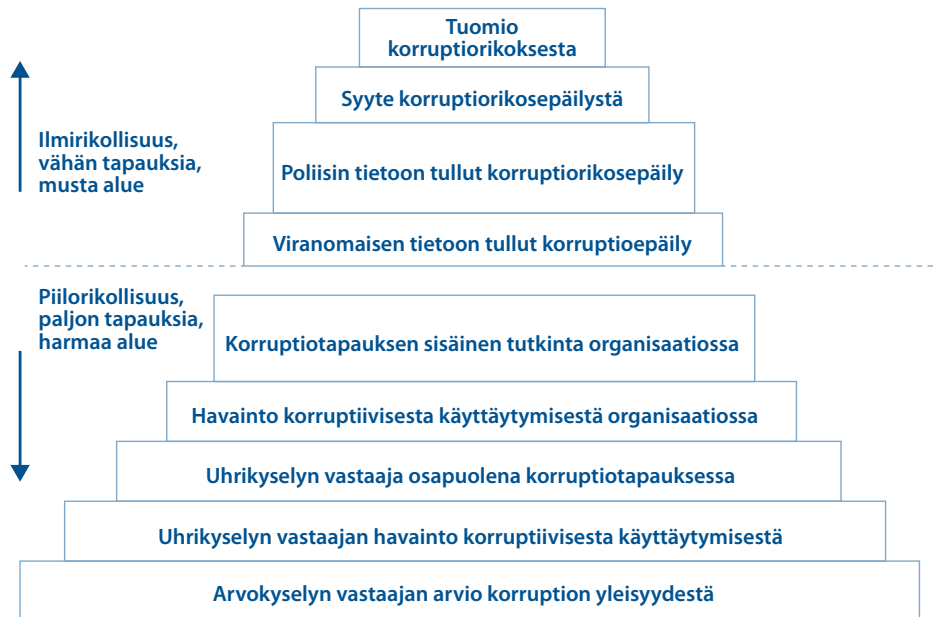 Tuomio
korruptiorikoksesta
Syyte korruptiorikosepäilystä
Ilmirikollisuus,
vähän tapauksia,
musta alue
Poliisin tietoon tullut korruptiorikosepäily
Viranomaisen tietoon tullut korruptioepäily
Piilorikollisuus,
paljon tapauksia,
harmaa alue
Korruptiotapauksen sisäinen tutkinta organisaatiossa
Havainto korruptiivisesta käyttäytymisestä organisaatiossa
Uhrikyselyn vastaaja osapuolena korruptiotapauksessa
Uhrikyselyn vastaajan havainto korruptiivisesta käyttäytymisestä
Arvokyselyn vastaajan arvio korruption yleisyydestä